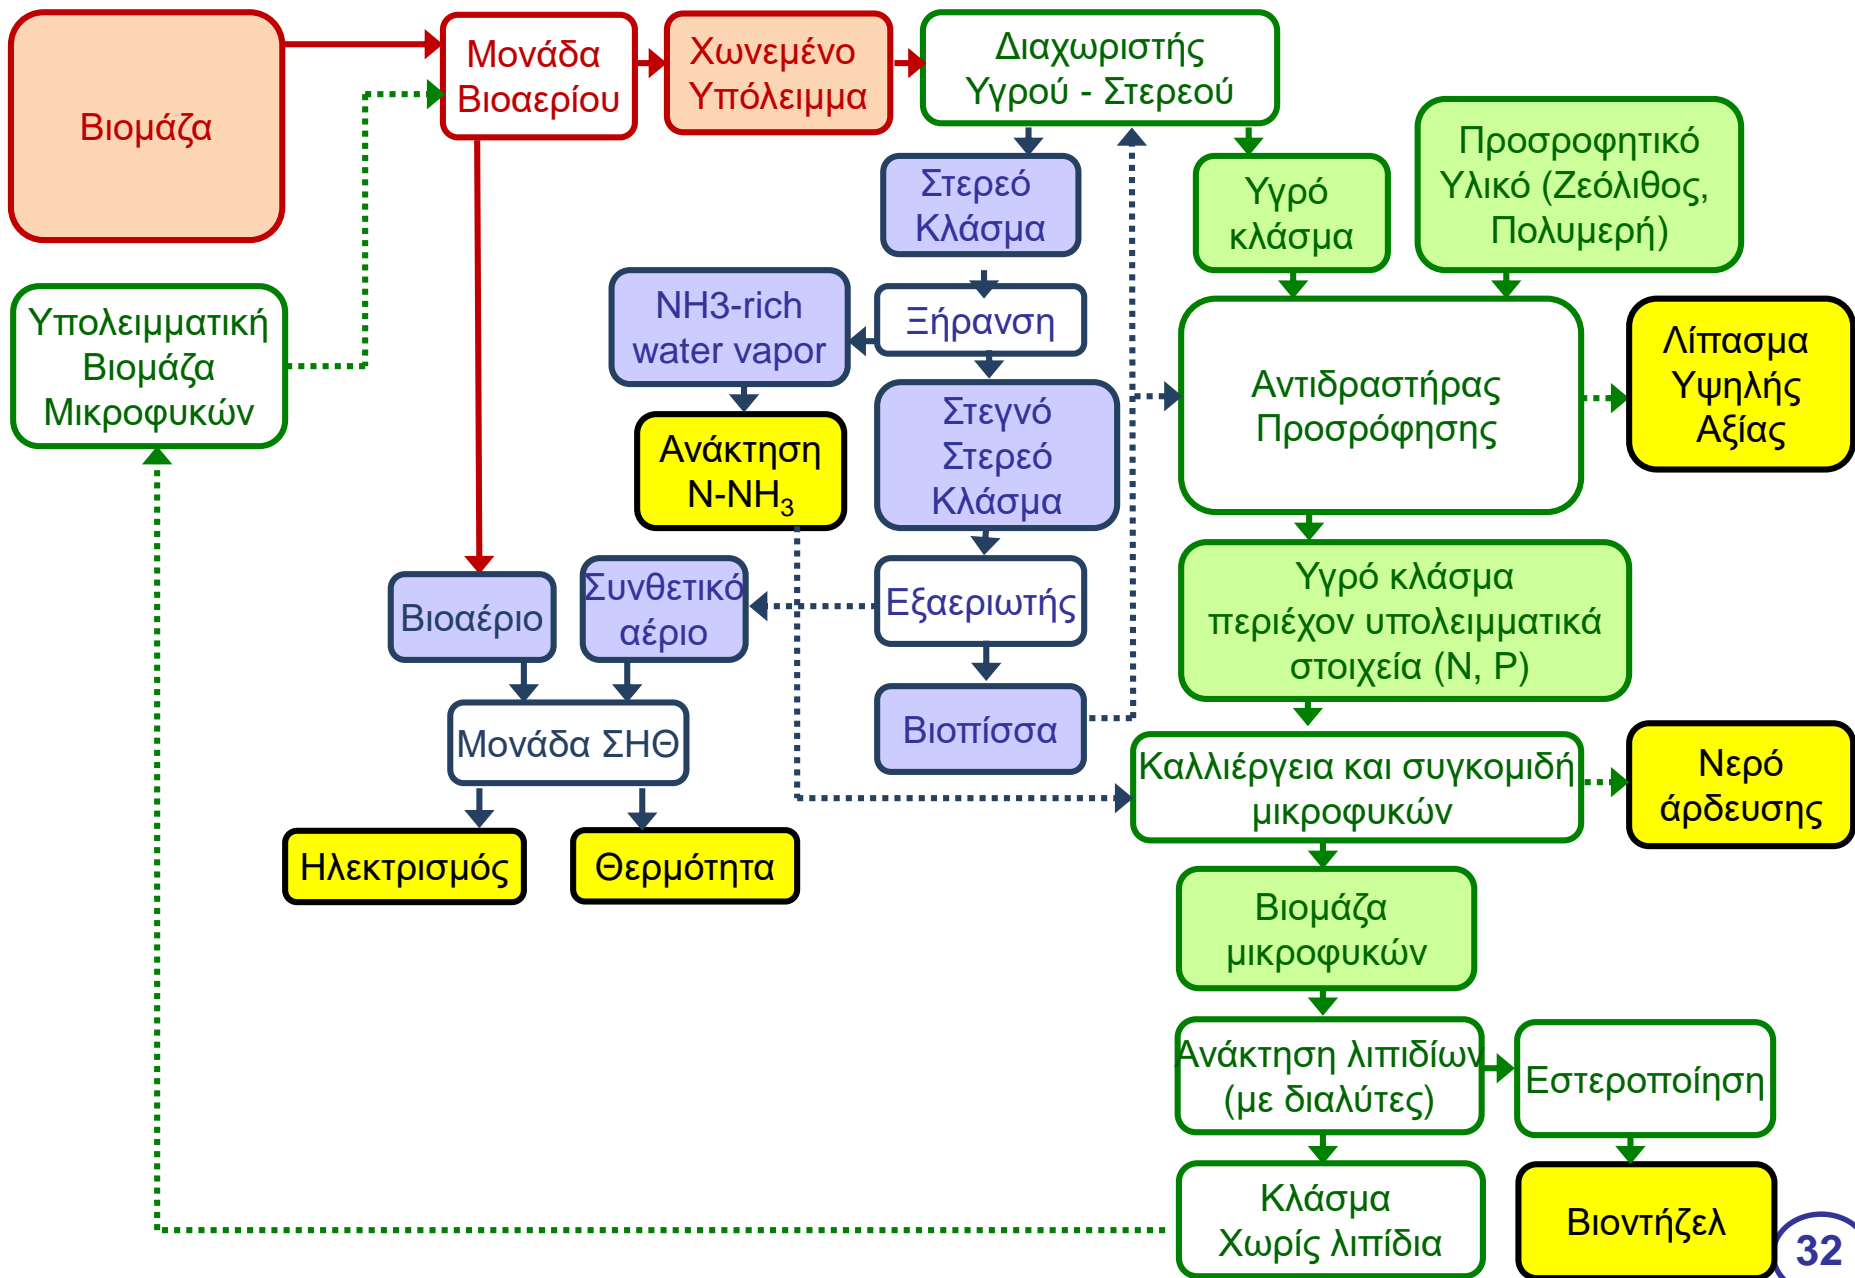 Βιομάζα
Μονάδα
Βιοαερίου
Χωνεμένο
Υπόλειμμα
Διαχωριστής
Υγρού - Στερεού
Στερεό
Κλάσμα
Υγρό
κλάσμα
Προσροφητικό
Υλικό (Ζεόλιθος,
Πολυμερή)
Υπολειμματική
Βιομάζα
Μικροφυκών
NH3-rich
water vapor
Ξήρανση
Αντιδραστήρας
Προσρόφησης
Λίπασμα
Υψηλής
Αξίας
Ανάκτηση
N-NH₃
Στεγνό
Στερεό
Κλάσμα
Βιοαέριο
Συνθετικό
αέριο
Εξαεριωτής
Υγρό κλάσμα
περιέχον υπολειμματικά
στοιχεία (N, P)
Μονάδα ΣΗΘ
Βιοπίσσα
Καλλιέργεια και συγκομιδή
μικροφυκών
Νερό
άρδευσης
Ηλεκτρισμός
Θερμότητα
Βιομάζα
μικροφυκών
Ανάκτηση λιπιδίων
(με διαλύτες)
Εστεροποίηση
Κλάσμα
Χωρίς λιπίδια
Βιοντήζελ
32